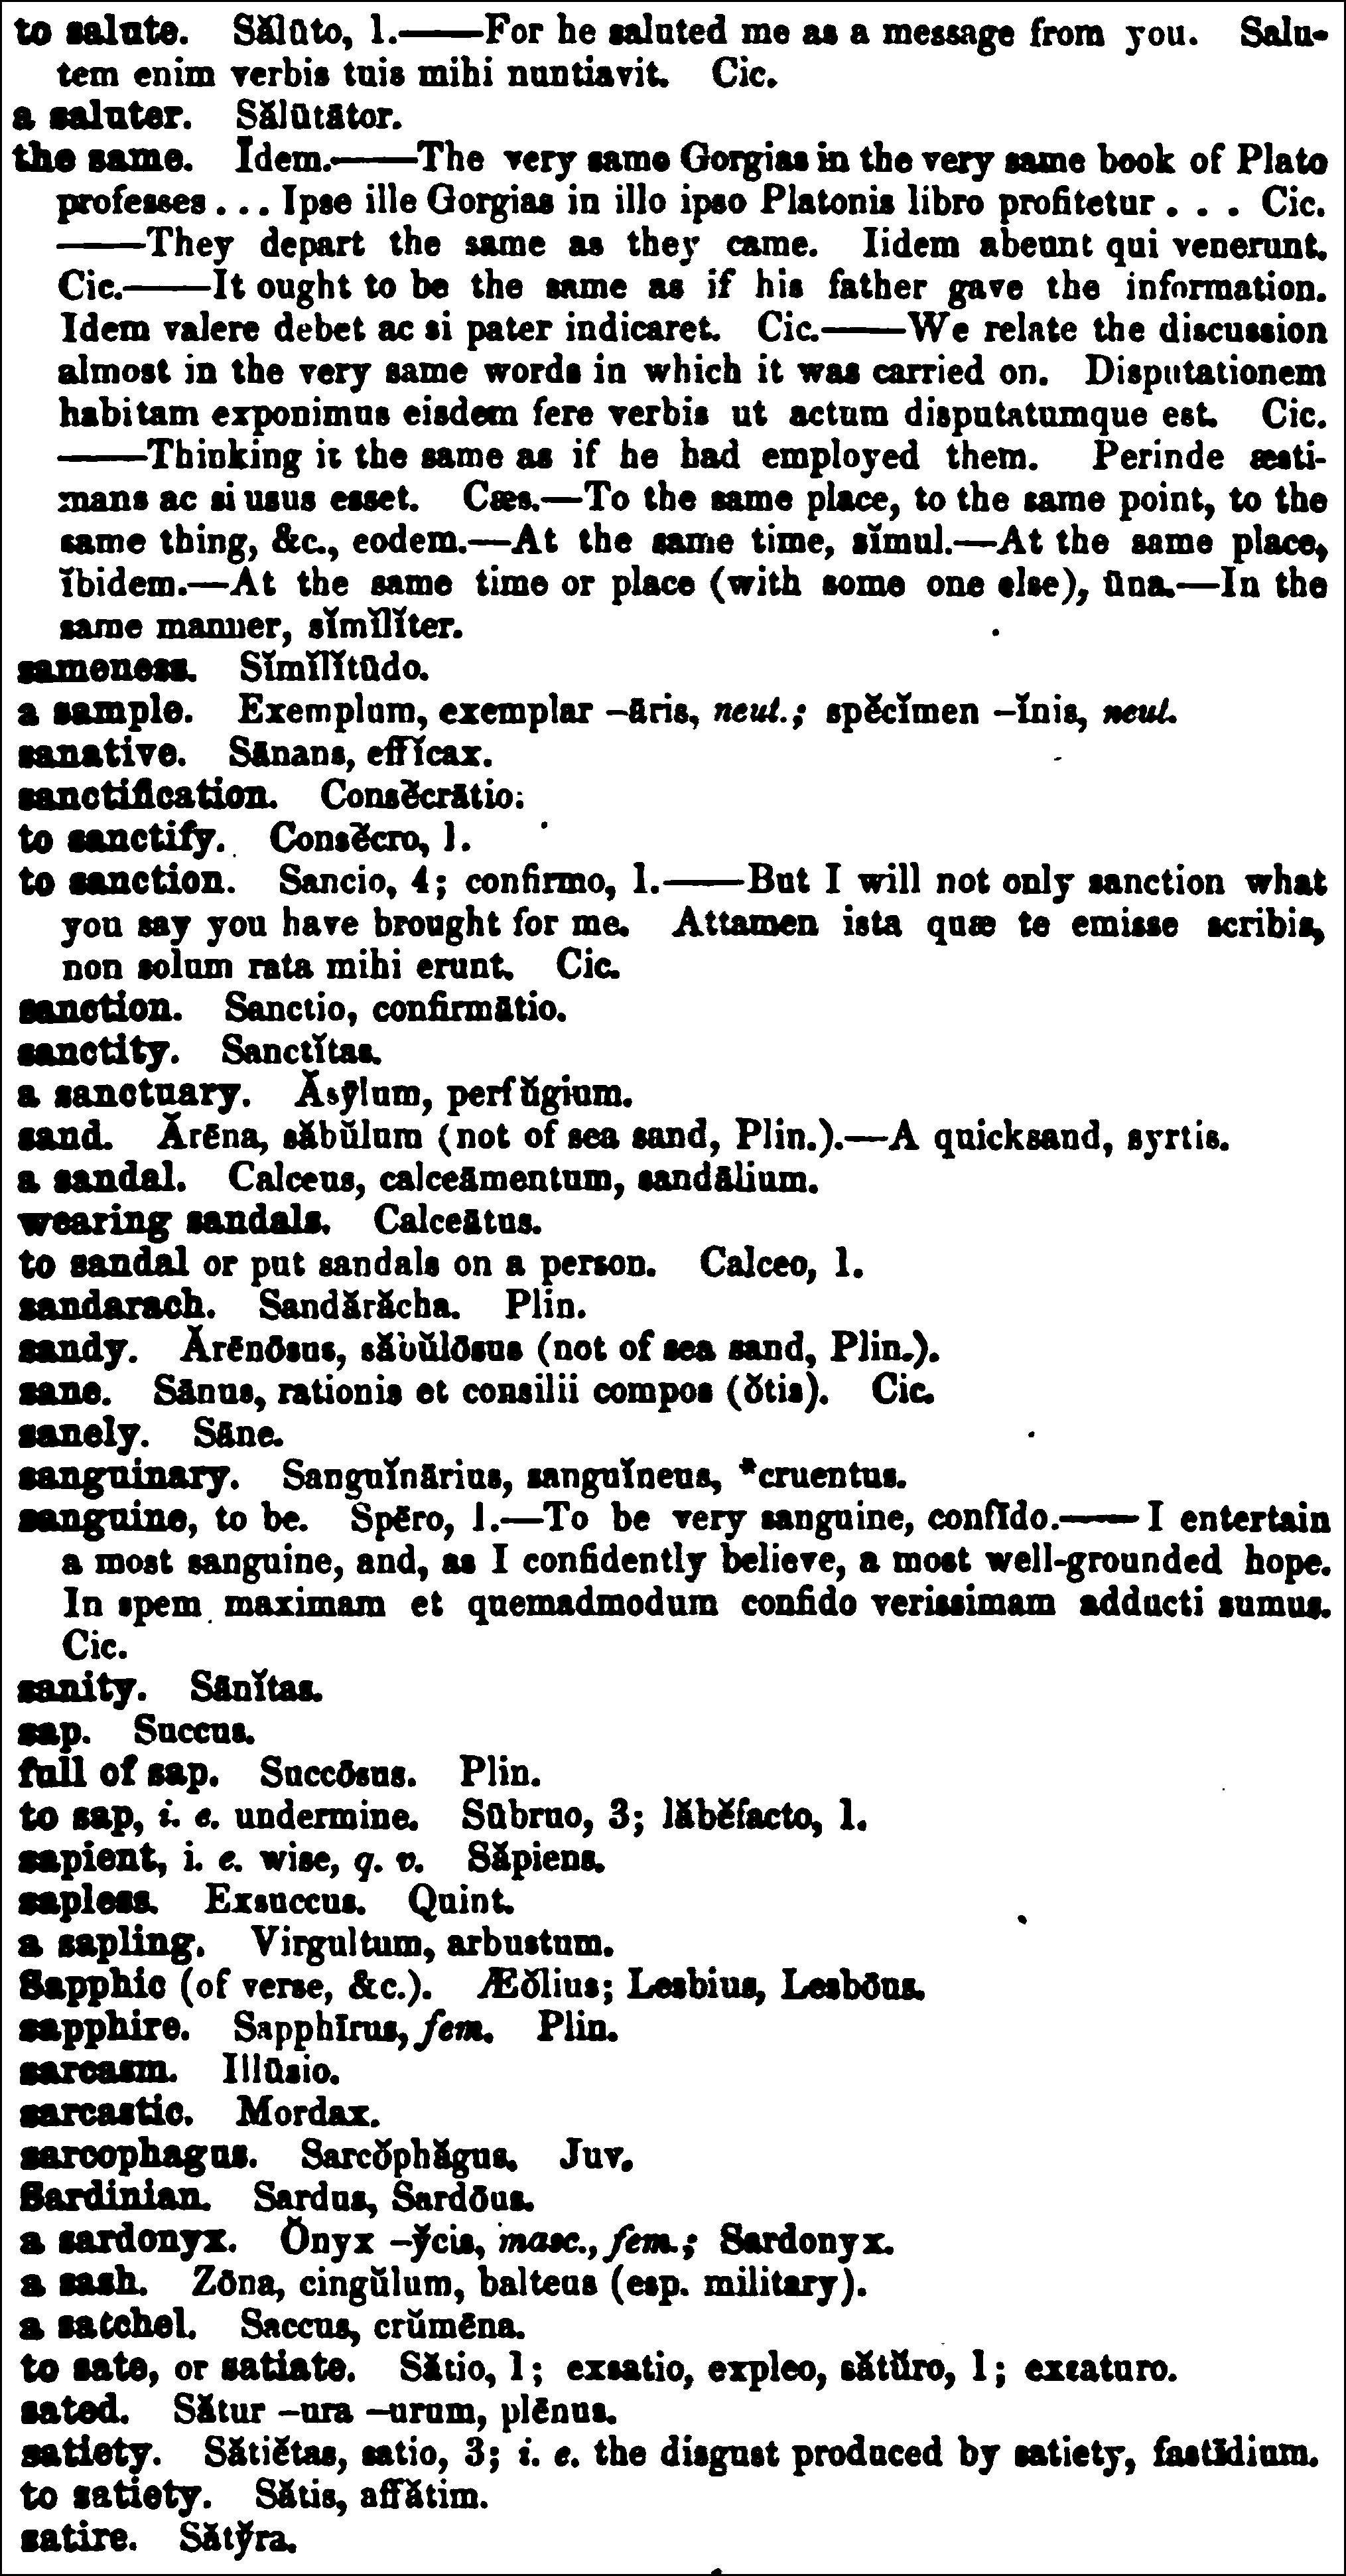 to salute. Sălūto, 1.——For he saluted me as a message from you. Salu-
tem enim verbis tuis mihi nuntiavit. Cic.
a saluter. Sălūtātor.
the same. Īdem.——The very same Gorgias in the very same book of Plato
professes . . . Ipse ille Gorgias in illo ipso Platonis libro profitetur . . . Cic.
——They depart the same as they came. Iidem abeunt qui venerunt.
Cic.——It ought to be the same as if his father gave the information.
Idem valere debet ac si pater indicaret. Cic.——We relate the discussion
almost in the very same words in which it was carried on. Disputationem
habitam exponimus eisdem fere verbis ut actum disputatumque est. Cic.
——Thinking it the same as if he had employed them. Perinde æsti-
mans ac si usus esset. Cæs.—To the same place, to the same point, to the
same thing, &c., eodem.—At the same time, sĭmul.—At the same place,
ĭbidem.—At the same time or place (with some one else), ūna.—In the
same manner, sĭmĭlĭter.
sameness. Sĭmĭlĭtūdo.
a sample. Exemplum, exemplar –āris, neut.; spĕcĭmen –ĭnis, neut.
sanative. Sānans, effĭcax.
sanctification. Consĕcrātio.
to sanctify. Consĕcro, 1.
to sanction. Sancio, 4; confirmo, 1.——But I will not only sanction what
you say you have brought for me. Attamen ista quæ te emisse scribis,
non solum rata mihi erunt. Cic.
sanction. Sanctio, confirmātio.
sanctity. Sanctĭtas.
a sanctuary. Ăsȳlum, perfŭgium.
sand. Ărēna, săbŭlum (not of sea sand, Plin.).—A quicksand, syrtis.
a sandal. Calceus, calceāmentum, sandālium.
wearing sandals. Calceātus.
to sandal or put sandals on a person. Calceo, 1.
sandarach. Sandărăcha. Plin.
sandy. Ărēnōsus, săbŭlōsus (not of sea sand, Plin.).
sane. Sānus, rationis et consilii compos (ŏtis). Cic.
sanely. Sāne.
sanguinary. Sanguĭnārius, sanguĭneus, *cruentus.
sanguine, to be. Spēro, 1.—To be very sanguine, confīdo.——I entertain
a most sanguine, and, as I confidently believe, a most well-grounded hope.
In spem maximam et quemadmodum confido verissimam adducti sumus.
Cic.
sanity. Sānĭtas.
sap. Succus.
full of sap. Succōsus. Plin.
to sap, i. e. undermine. Sūbruo, 3; lăbĕfacto, 1.
sapient, i. e. wise, q. v. Săpiens.
sapless. Exsuccus. Quint.
a sapling. Virgultum, arbustum.
Sapphic (of verse, &c.). Æŏlius; Lesbius, Lesbōus.
sapphire. Sapphīrus, fem. Plin.
sarcasm. Illūsio.
sarcastic. Mordax.
sarcophagus. Sarcŏphăgus. Juv.
Sardinian. Sardus, Sardōus.
a sardonyx. Ŏnyx –y̆cis, masc., fem.; Sardonyx.
a sash. Zōna, cingŭlum, balteus (esp. military).
a satchel. Saccus, crŭmēna.
to sate, or satiate. Sătio, 1; exsatio, expleo, sătŭro, 1; exsaturo.
sated. Sătur –ura –urum, plēnus.
satiety. Sătiĕtas, satio, 3; i. e. the disgust produced by satiety, fastīdium.
to satiety. Sătis, affătim.
satire. Săty̆ra.